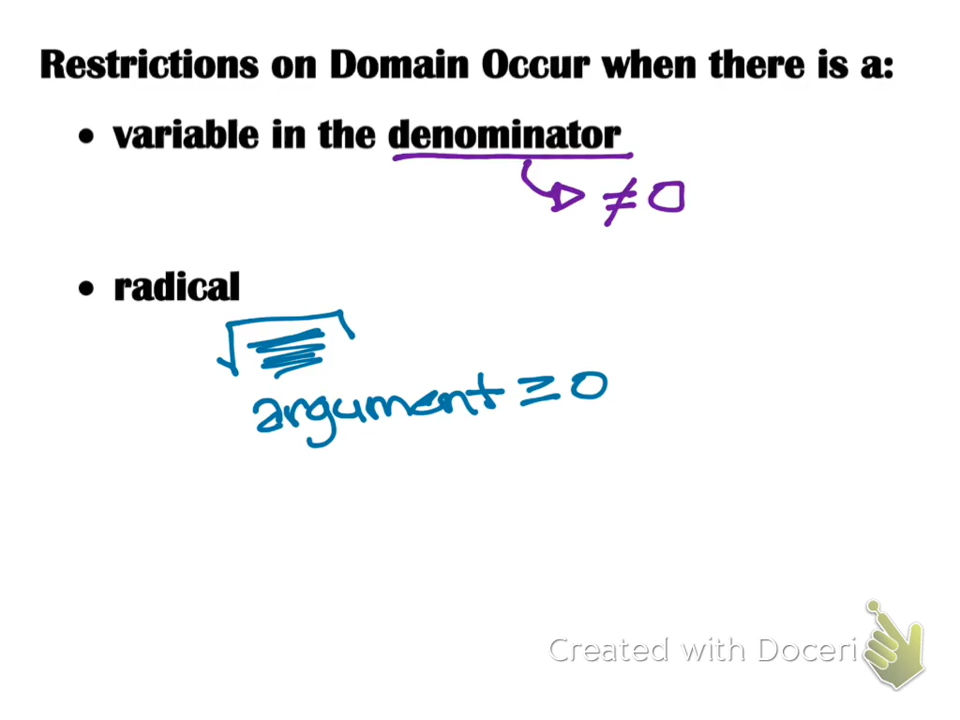 Restrictions on Domain Occur when there is a:
• variable in the denominator
≠ 0
• radical
argument ≥ 0
Created with Doceri